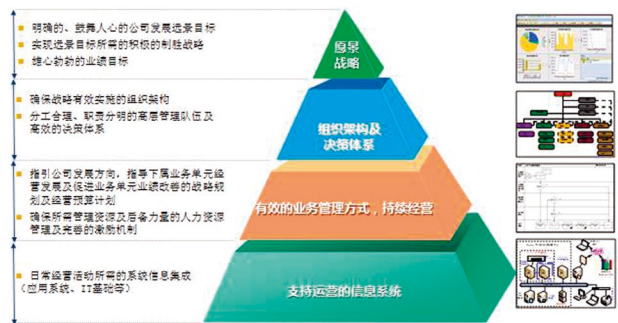 明确的、鼓舞人心的公司发展远景目标
实现远景目标所需的积极的制胜战略
雄心勃勃的业绩目标
愿景
战略
确保战略有效实施的组织架构
分工合理、职责分明的高层管理队伍及
高效的决策体系
组织架构及
决策体系
指引公司发展方向，指导下属业务单元经
营发展及促进业务单元业绩改善的战略规
划及经营预算计划
确保所需管理资源及后备力量的人力资源
管理及完善的激励机制
有效的业务管理方式，持续经营
日常经营活动所需的系统信息集成
（应用系统、IT基础等）
支持运营的信息系统